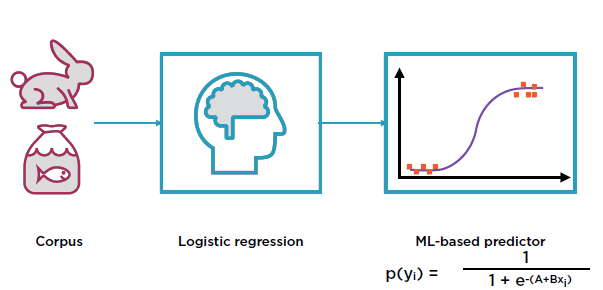 Corpus
Logistic regression
ML-based predictor
p(yᵢ) = 1
1 + e-(A+Bxᵢ)